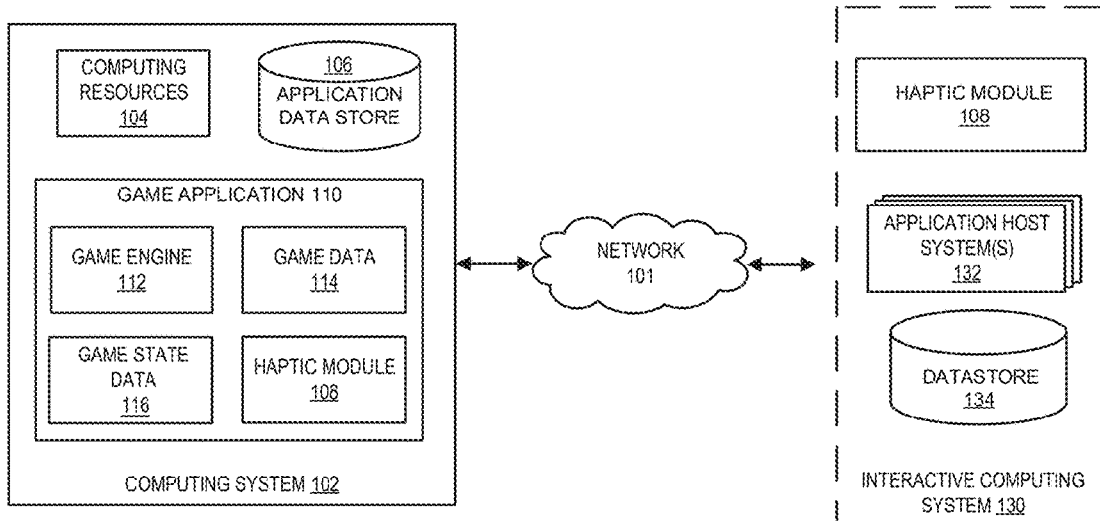 COMPUTING
RESOURCES
104
106
APPLICATION
DATA STORE
GAME APPLICATION 110
GAME ENGINE
112
GAME DATA
114
GAME STATE
DATA
116
HAPTIC MODULE
108
COMPUTING SYSTEM 102
NETWORK
101
HAPTIC MODULE
108
APPLICATION HOST
SYSTEM(S)
132
DATASTORE
134
INTERACTIVE COMPUTING
SYSTEM 130